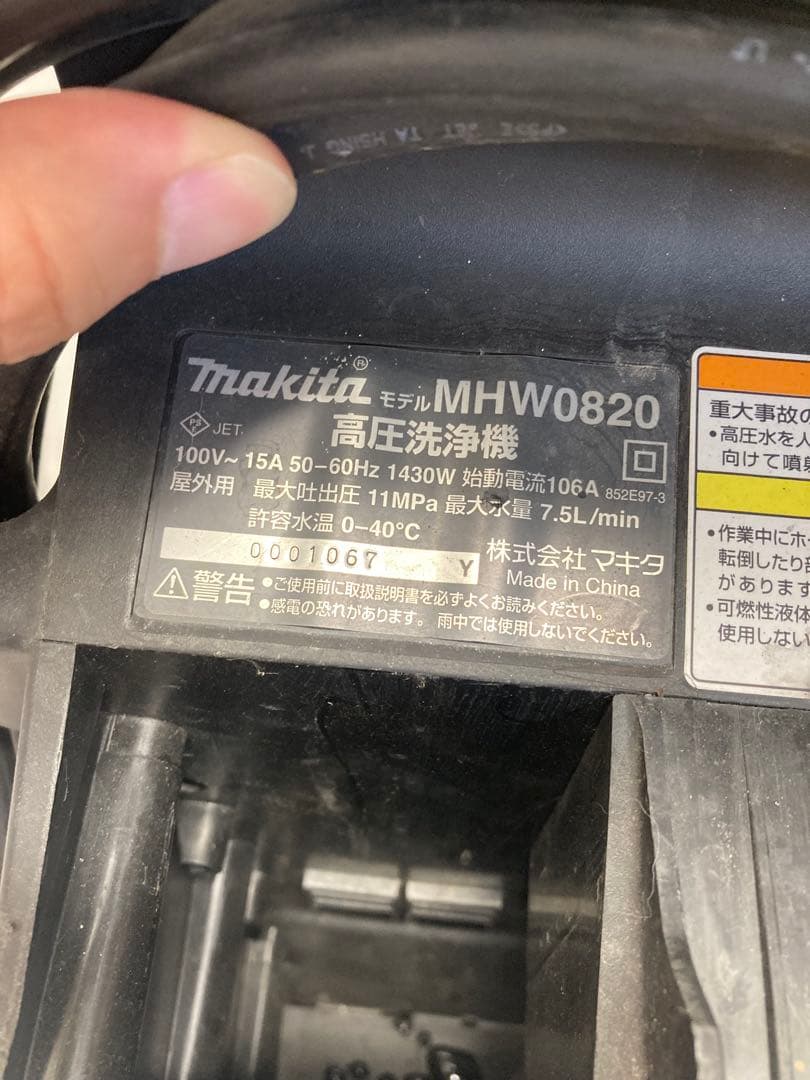 makita® モデル MHW0820
PS E JET 高圧洗浄機
100V~ 15A 50-60Hz 1430W 始動電流106A 852E97-3
屋外用 最大吐出圧 11MPa 最大水量 7.5L/min
許容水温 0-40°C
0001067 Y 株式会社 マキタ
Made in China
警告 •ご使用前に取扱説明書を必ずよくお読みください。
•感電の恐れがあります。雨中では使用しないでください。
重大事故の
•高圧水を人
向けて噴射
•作業中にホー
転倒したり
があります
•可燃性液体
使用しない
<PS>E JET TA HSING